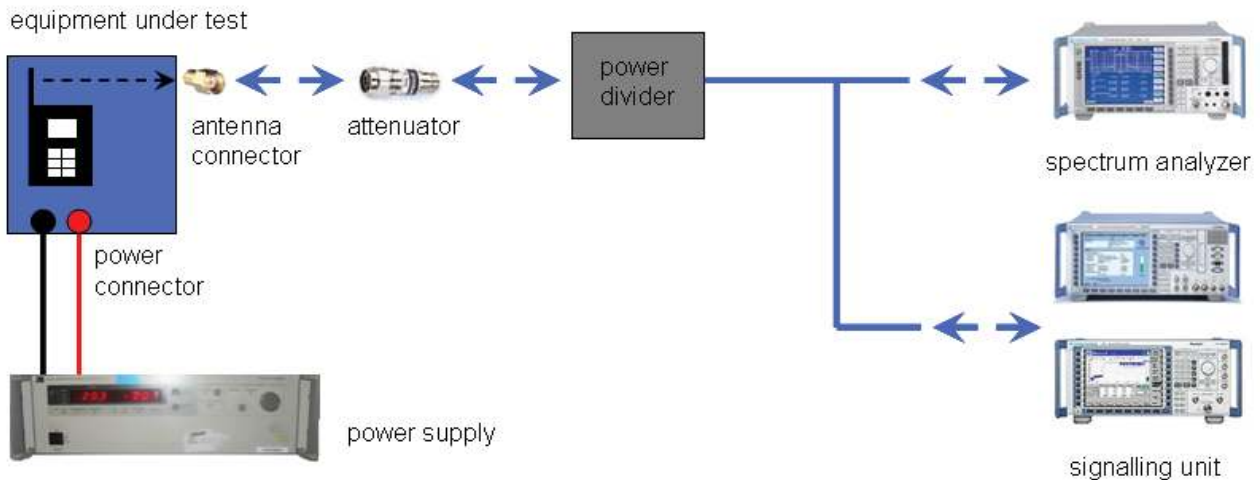 equipment under test
power
divider
antenna
connector
attenuator
spectrum analyzer
power
connector
power supply
signalling unit